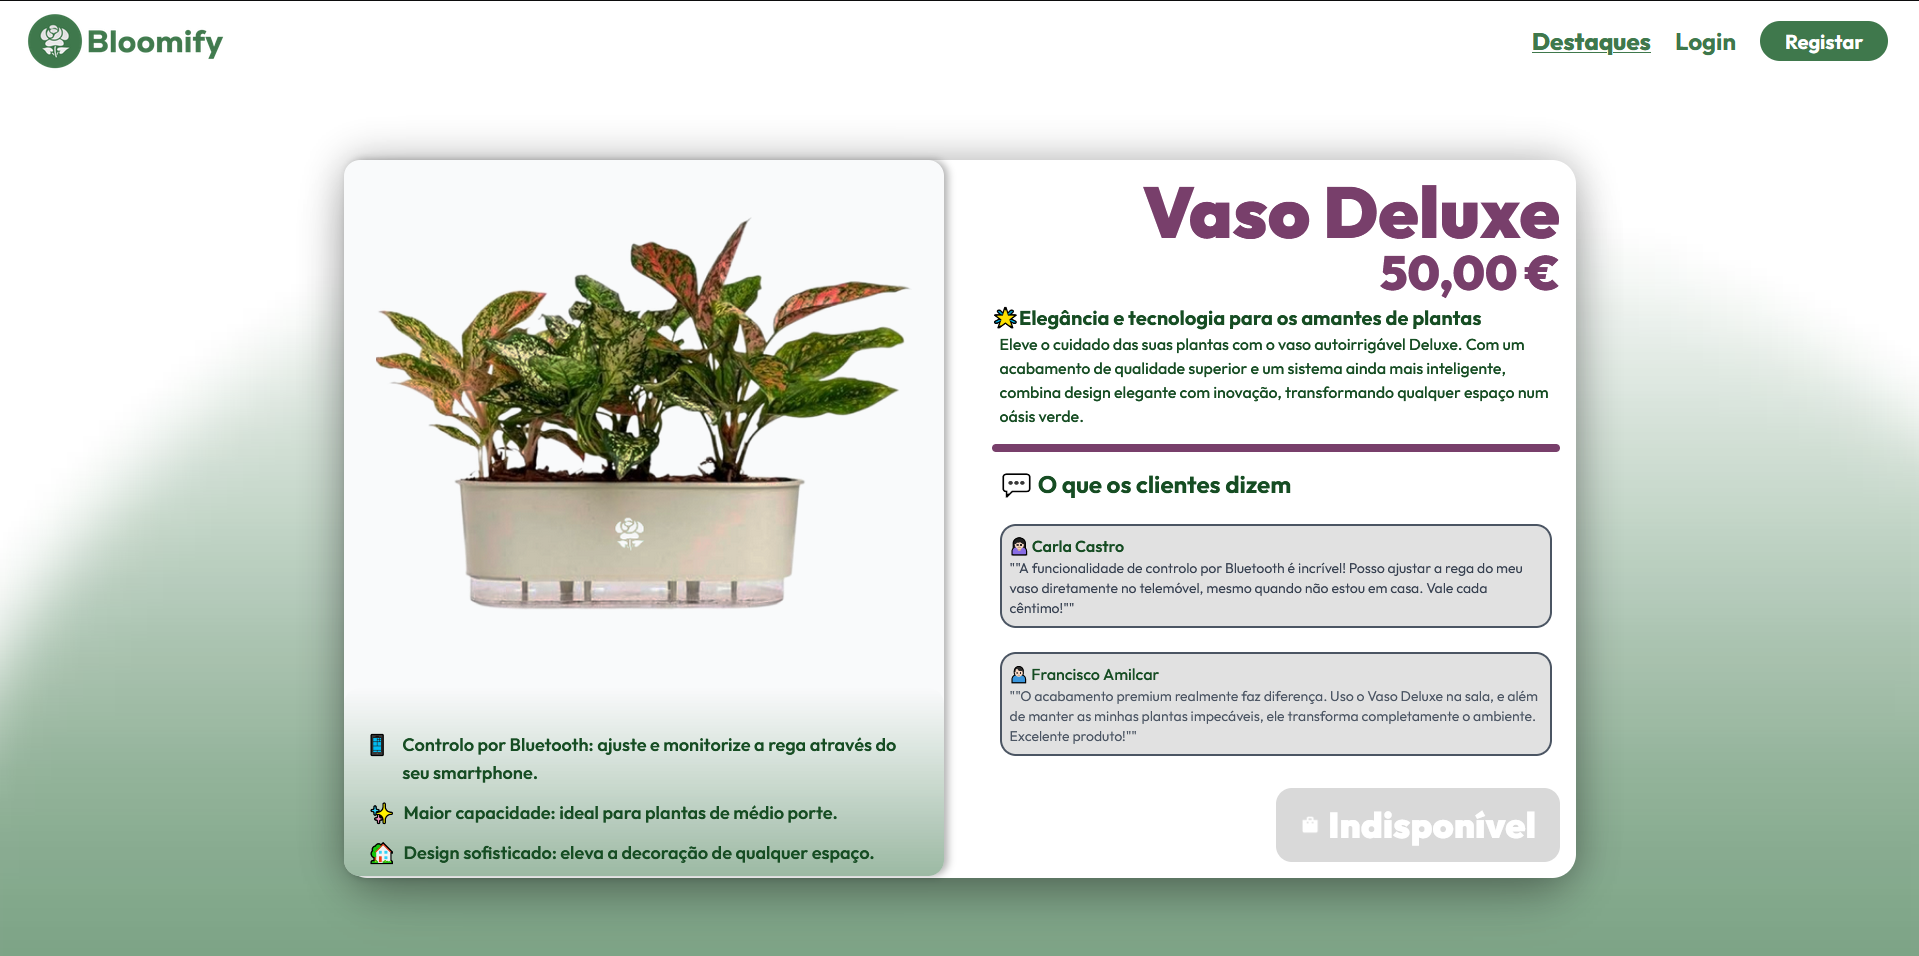 Bloomify
Destaques
Login
Registar
Vaso Deluxe
50,00 €
Elegância e tecnologia para os amantes de plantas
Eleve o cuidado das suas plantas com o vaso autoirrigável Deluxe. Com um
acabamento de qualidade superior e um sistema ainda mais inteligente,
combina design elegante com inovação, transformando qualquer espaço num
oásis verde.
O que os clientes dizem
Carla Castro
""A funcionalidade de controlo por Bluetooth é incrível! Posso ajustar a rega do meu
vaso diretamente no telemóvel, mesmo quando não estou em casa. Vale cada
cêntimo!""
Francisco Amilcar
""O acabamento premium realmente faz diferença. Uso o Vaso Deluxe na sala, e além
de manter as minhas plantas impecáveis, ele transforma completamente o ambiente.
Excelente produto!""
Indisponível
Controlo por Bluetooth: ajuste e monitorize a rega através do
seu smartphone.
Maior capacidade: ideal para plantas de médio porte.
Design sofisticado: eleva a decoração de qualquer espaço.